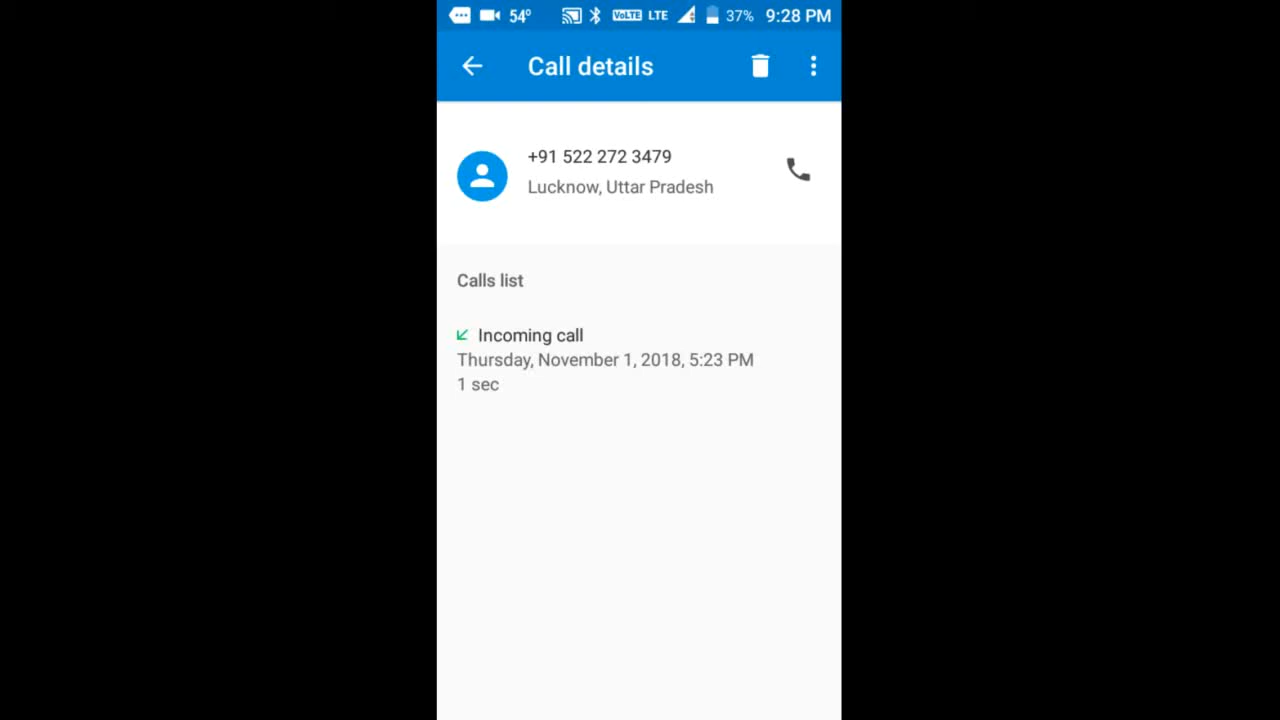 54° VoLTE LTE 37% 9:28 PM
Call details
+91 522 272 3479
Lucknow, Uttar Pradesh
Calls list
Incoming call
Thursday, November 1, 2018, 5:23 PM
1 sec